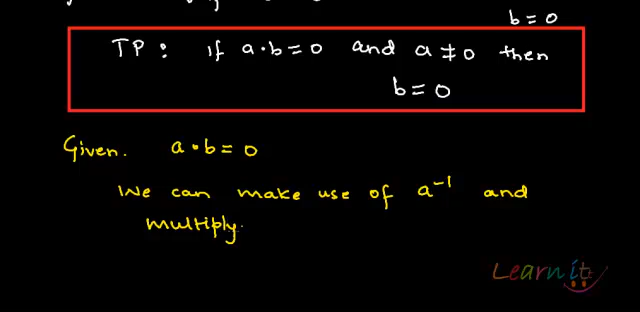 b = 0
TP : If a · b = 0 and a ≠ 0 then
b = 0
Given. a · b = 0
We can make use of a⁻¹ and
multiply
Learnit